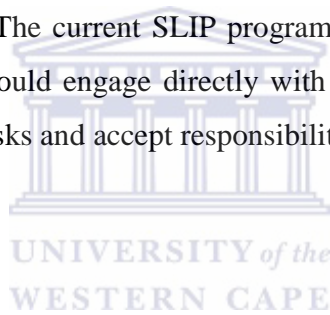 The current SLIP program
ould engage directly with
sks and accept responsibilit
UNIVERSITY of the
WESTERN CAPE